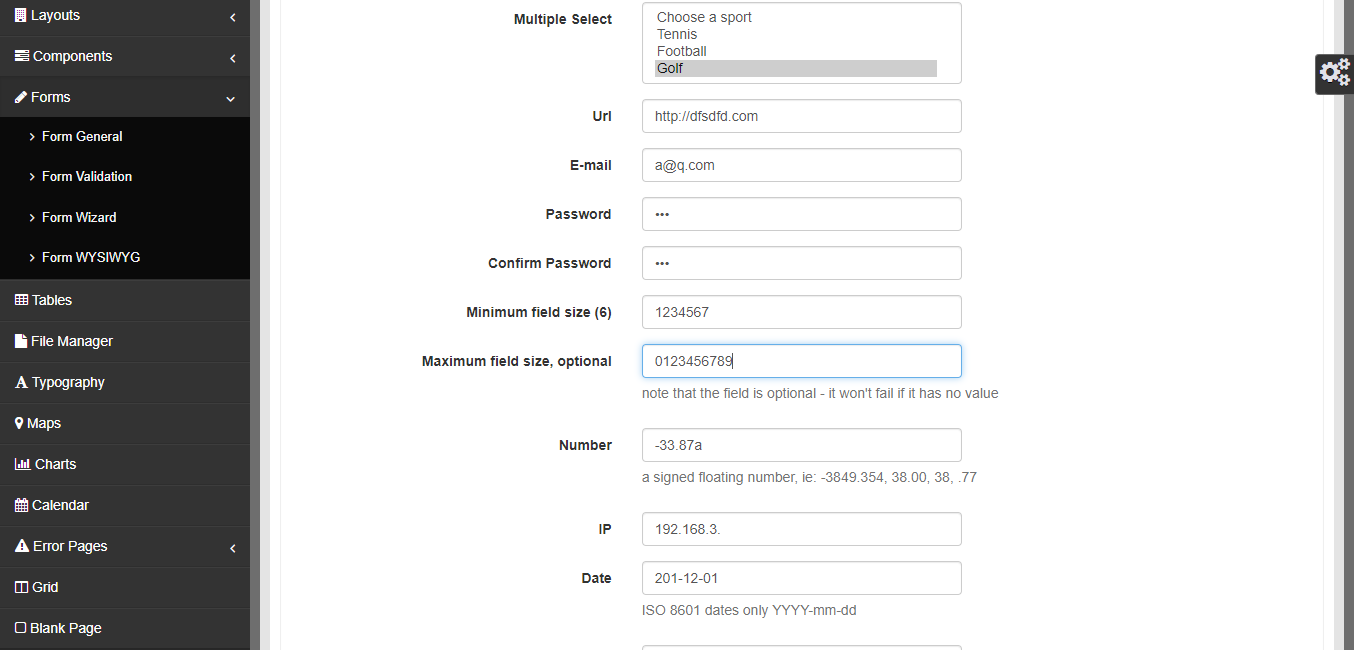 Layouts
Components
Forms
Form General
Form Validation
Form Wizard
Form WYSIWYG
Tables
File Manager
Typography
Maps
Charts
Calendar
Error Pages
Grid
Blank Page
Multiple Select
Choose a sport
Tennis
Football
Golf
Url http://dfsdfd.com
E-mail a@q.com
Password •••
Confirm Password •••
Minimum field size (6) 1234567
Maximum field size, optional 0123456789
note that the field is optional - it won't fail if it has no value
Number -33.87a
a signed floating number, ie: -3849.354, 38.00, 38, .77
IP 192.168.3.
Date 201-12-01
ISO 8601 dates only YYYY-mm-dd